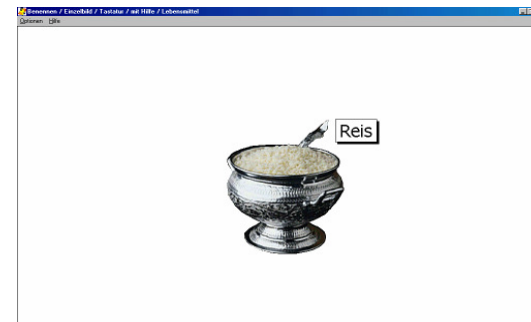 Benennen / Einzelbild / Tastatur / mit Hilfe / Lebensmittel
Optionen Hilfe
Reis